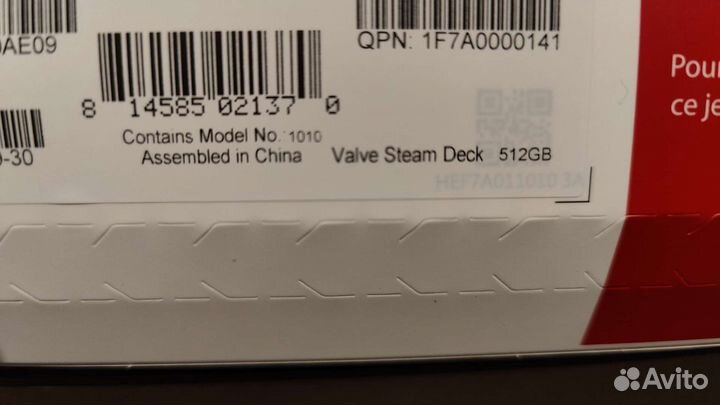 0AE09
QPN: 1F7A0000141
8 14585 02137 0
-30
Contains Model No.: 1010
Assembled in China
Valve Steam Deck 512GB
HEF7A011010 3A
Pour
ce je
Avito